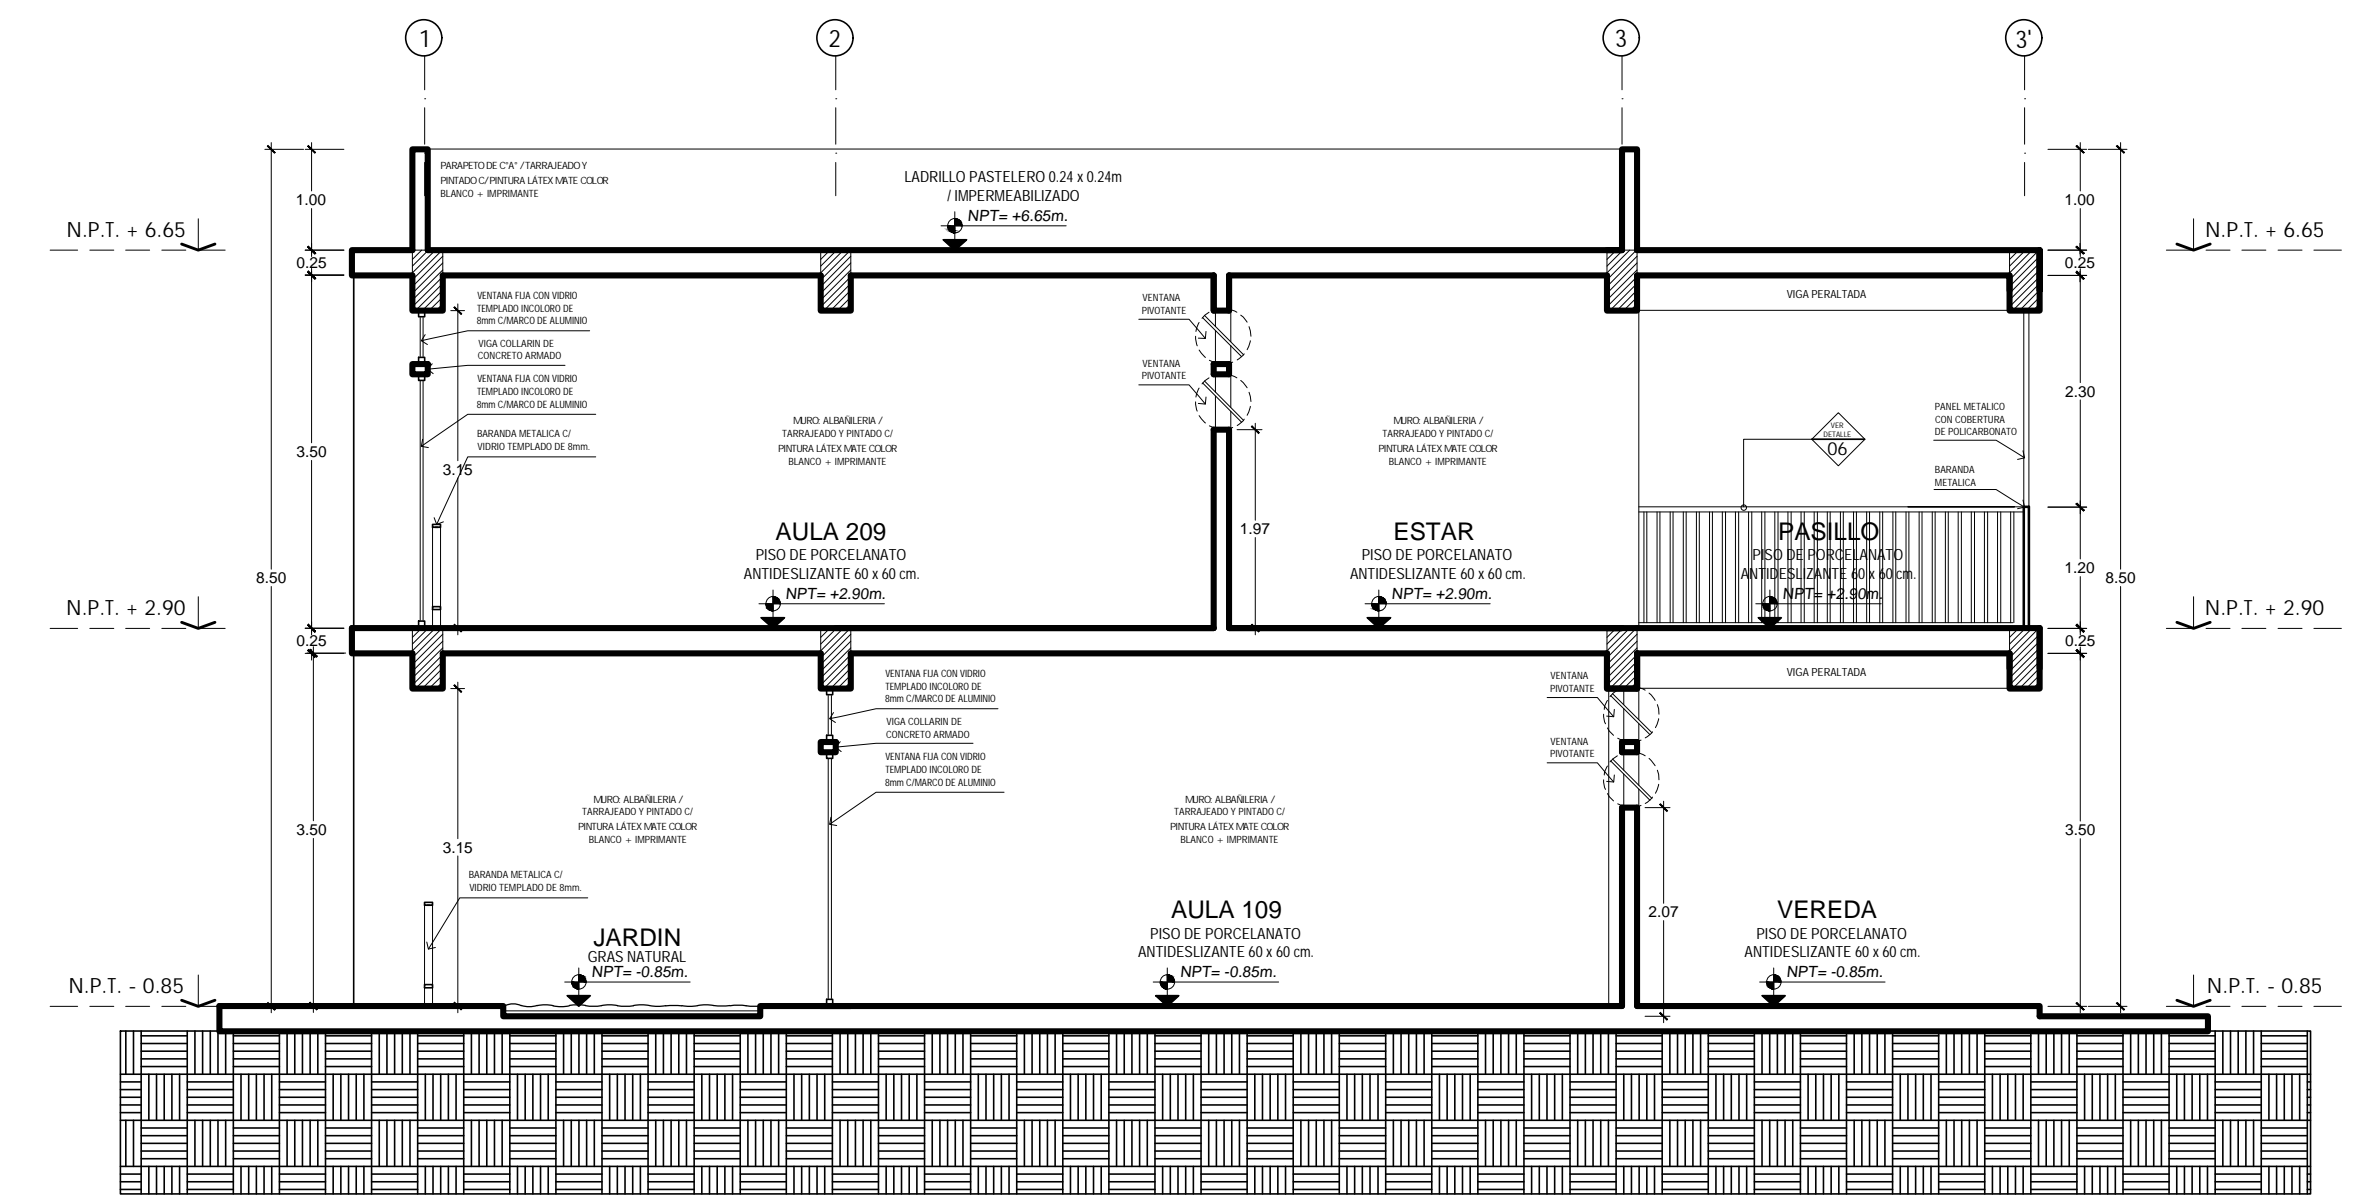 1
2
3
3'
PARAPETO DE C"A" / TARRAJEADO Y
PINTADO C/ PINTURA LÁTEX MATE COLOR
BLANCO + IMPRIMANTE
LADRILLO PASTELERO 0.24 x 0.24m
/ IMPERMEABILIZADO
NPT= +6.65m.
1.00
1.00
N.P.T. + 6.65
N.P.T. + 6.65
0.25
0.25
VENTANA FIJA CON VIDRIO
TEMPLADO INCOLORO DE
8mm C/MARCO DE ALUMINIO
VIGA COLLARIN DE
CONCRETO ARMADO
VENTANA FIJA CON VIDRIO
TEMPLADO INCOLORO DE
8mm C/MARCO DE ALUMINIO
BARANDA METALICA C/
VIDRIO TEMPLADO DE 8mm.
VENTANA
PIVOTANTE
VENTANA
PIVOTANTE
VIGA PERALTADA
2.30
MURO: ALBAÑILERIA /
TARRAJEADO Y PINTADO C/
PINTURA LÁTEX MATE COLOR
BLANCO + IMPRIMANTE
MURO: ALBAÑILERIA /
TARRAJEADO Y PINTADO C/
PINTURA LÁTEX MATE COLOR
BLANCO + IMPRIMANTE
VER
DETALLE
06
PANEL METALICO
CON COBERTURA
DE POLICARBONATO
BARANDA
METALICA
3.50
3.15
1.97
AULA 209
PISO DE PORCELANATO
ANTIDESLIZANTE 60 x 60 cm.
NPT= +2.90m.
ESTAR
PISO DE PORCELANATO
ANTIDESLIZANTE 60 x 60 cm.
NPT= +2.90m.
PASILLO
PISO DE PORCELANATO
ANTIDESLIZANTE 60 x 60 cm.
NPT= +2.90m.
8.50
1.20
8.50
N.P.T. + 2.90
N.P.T. + 2.90
0.25
0.25
VENTANA FIJA CON VIDRIO
TEMPLADO INCOLORO DE
8mm C/MARCO DE ALUMINIO
VIGA COLLARIN DE
CONCRETO ARMADO
VENTANA FIJA CON VIDRIO
TEMPLADO INCOLORO DE
8mm C/MARCO DE ALUMINIO
VENTANA
PIVOTANTE
VENTANA
PIVOTANTE
VIGA PERALTADA
MURO: ALBAÑILERIA /
TARRAJEADO Y PINTADO C/
PINTURA LÁTEX MATE COLOR
BLANCO + IMPRIMANTE
MURO: ALBAÑILERIA /
TARRAJEADO Y PINTADO C/
PINTURA LÁTEX MATE COLOR
BLANCO + IMPRIMANTE
3.50
3.15
3.50
BARANDA METALICA C/
VIDRIO TEMPLADO DE 8mm.
2.07
JARDIN
GRAS NATURAL
NPT= -0.85m.
AULA 109
PISO DE PORCELANATO
ANTIDESLIZANTE 60 x 60 cm.
NPT= -0.85m.
VEREDA
PISO DE PORCELANATO
ANTIDESLIZANTE 60 x 60 cm.
NPT= -0.85m.
N.P.T. - 0.85
N.P.T. - 0.85